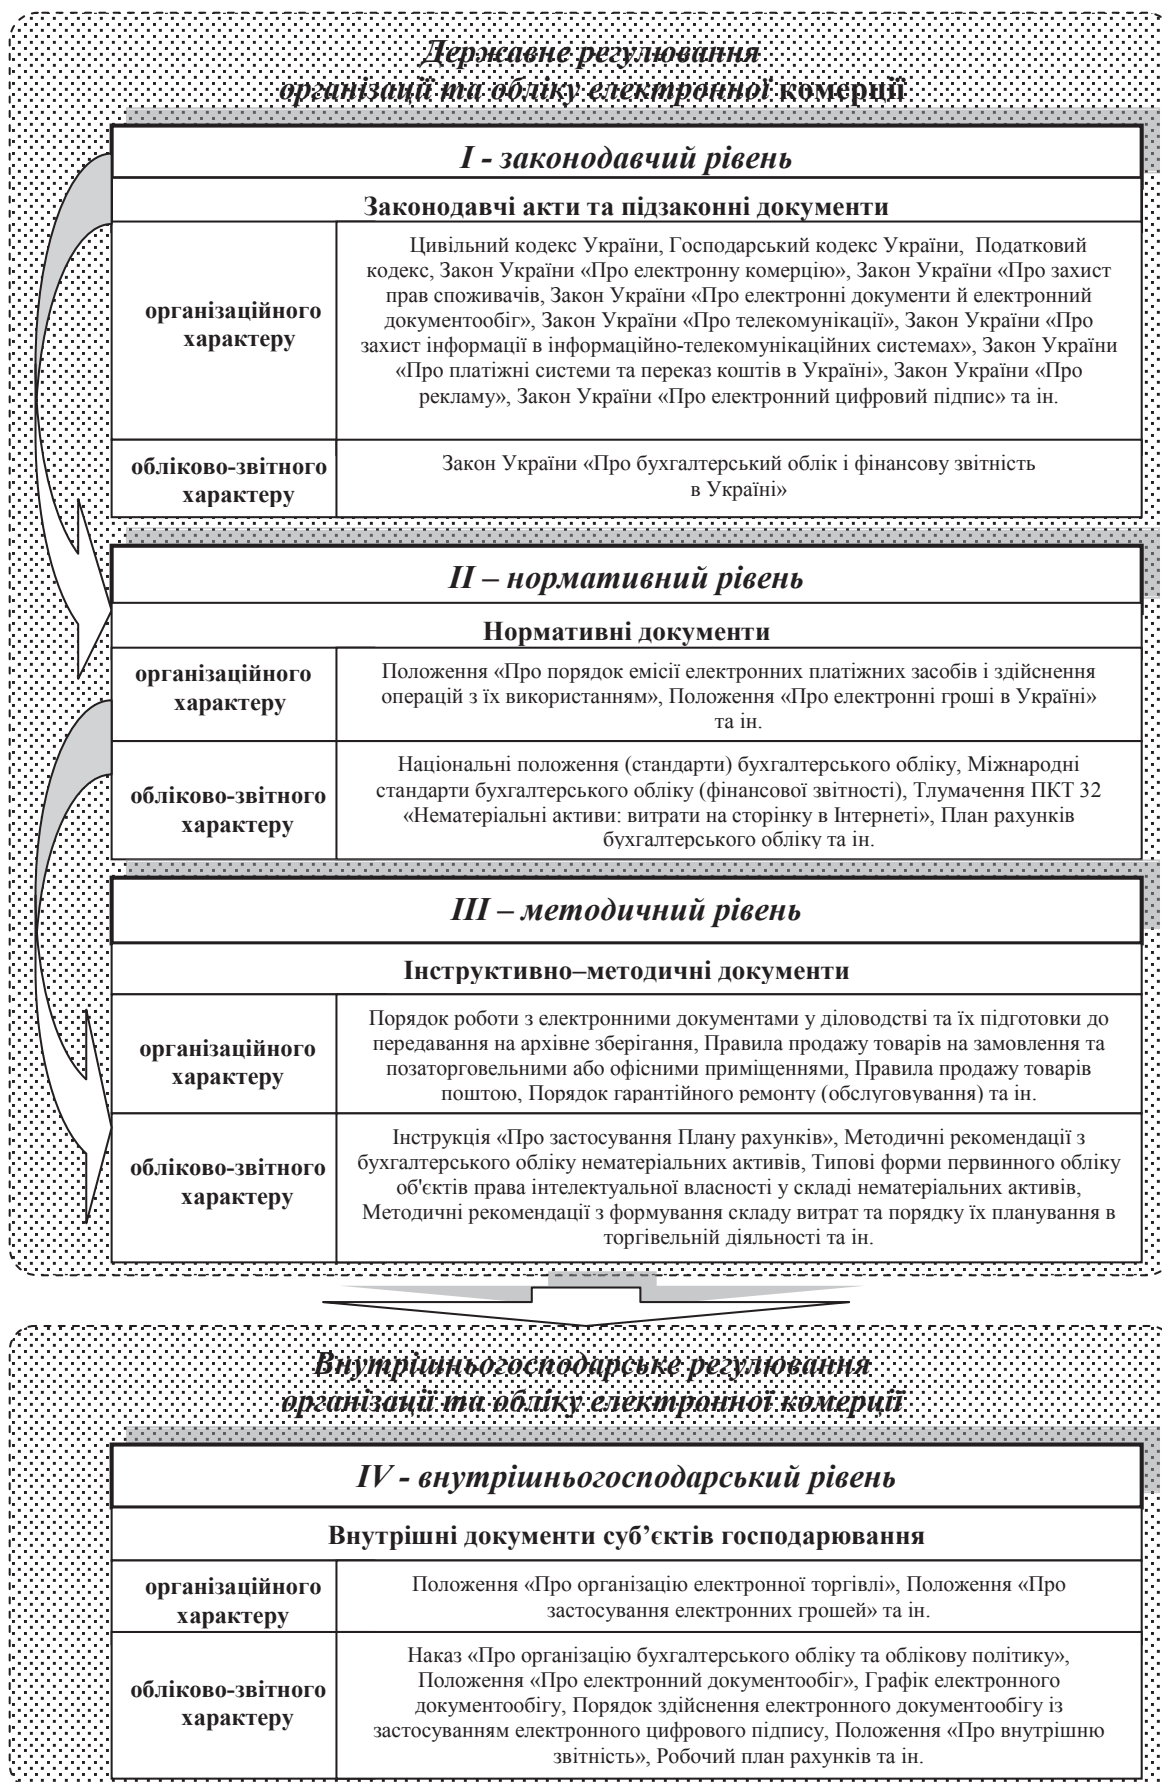 Державне регулювання
організації та обліку електронної комерції
I - законодавчий рівень
Законодавчі акти та підзаконні документи
організаційного
характеру
Цивільний кодекс України, Господарський кодекс України, Податковий
кодекс, Закон України «Про електронну комерцію», Закон України «Про захист
прав споживачів, Закон України «Про електронні документи й електронний
документообіг», Закон України «Про телекомунікації», Закон України «Про
захист інформації в інформаційно-телекомунікаційних системах», Закон України
«Про платіжні системи та переказ коштів в Україні», Закон України «Про
рекламу», Закон України «Про електронний цифровий підпис» та ін.
обліково-звітного
характеру
Закон України «Про бухгалтерський облік і фінансову звітність
в Україні»
II – нормативний рівень
Нормативні документи
організаційного
характеру
Положення «Про порядок емісії електронних платіжних засобів і здійснення
операцій з їх використанням», Положення «Про електронні гроші в Україні»
та ін.
обліково-звітного
характеру
Національні положення (стандарти) бухгалтерського обліку, Міжнародні
стандарти бухгалтерського обліку (фінансової звітності), Тлумачення ПКТ 32
«Нематеріальні активи: витрати на сторінку в Інтернеті», План рахунків
бухгалтерського обліку та ін.
III – методичний рівень
Інструктивно–методичні документи
організаційного
характеру
Порядок роботи з електронними документами у діловодстві та їх підготовки до
передавання на архівне зберігання, Правила продажу товарів на замовлення та
позаторговельними або офісними приміщеннями, Правила продажу товарів
поштою, Порядок гарантійного ремонту (обслуговування) та ін.
обліково-звітного
характеру
Інструкція «Про застосування Плану рахунків», Методичні рекомендації з
бухгалтерського обліку нематеріальних активів, Типові форми первинного обліку
об'єктів права інтелектуальної власності у складі нематеріальних активів,
Методичні рекомендації з формування складу витрат та порядку їх планування в
торгівельній діяльності та ін.
Внутрішньогосподарське регулювання
організації та обліку електронної комерції
IV - внутрішньогосподарський рівень
Внутрішні документи суб’єктів господарювання
організаційного
характеру
Положення «Про організацію електронної торгівлі», Положення «Про
застосування електронних грошей» та ін.
обліково-звітного
характеру
Наказ «Про організацію бухгалтерського обліку та облікову політику»,
Положення «Про електронний документообіг», Графік електронного
документообігу, Порядок здійснення електронного документообігу із
застосуванням електронного цифрового підпису, Положення «Про внутрішню
звітність», Робочий план рахунків та ін.